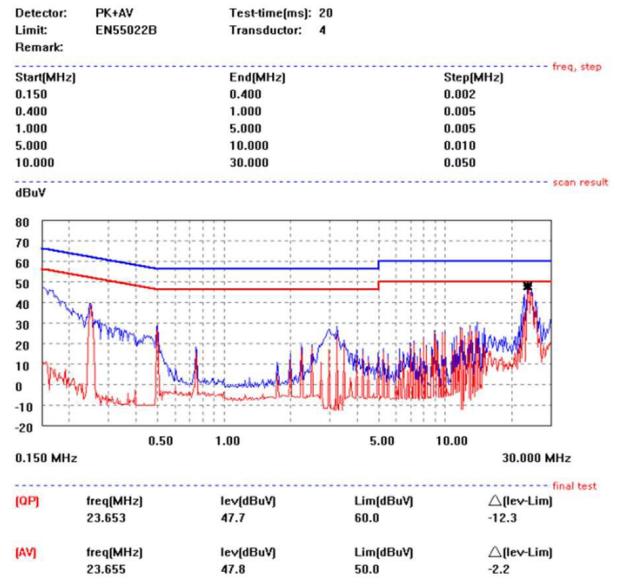 Detector: PK+AV Test-time(ms): 20
Limit: EN55022B Transductor: 4
Remark:
freq, step
Start(MHz) End(MHz) Step(MHz)
0.150 0.400 0.002
0.400 1.000 0.005
1.000 5.000 0.005
5.000 10.000 0.010
10.000 30.000 0.050
scan result
dBuV
80
70
60
50
40
30
20
10
0
-10
-20
0.50 1.00 5.00 10.00
0.150 MHz 30.000 MHz
final test
(QP) freq(MHz) lev(dBuV) Lim(dBuV) △(lev-Lim)
23.653 47.7 60.0 -12.3
(AV) freq(MHz) lev(dBuV) Lim(dBuV) △(lev-Lim)
23.655 47.8 50.0 -2.2